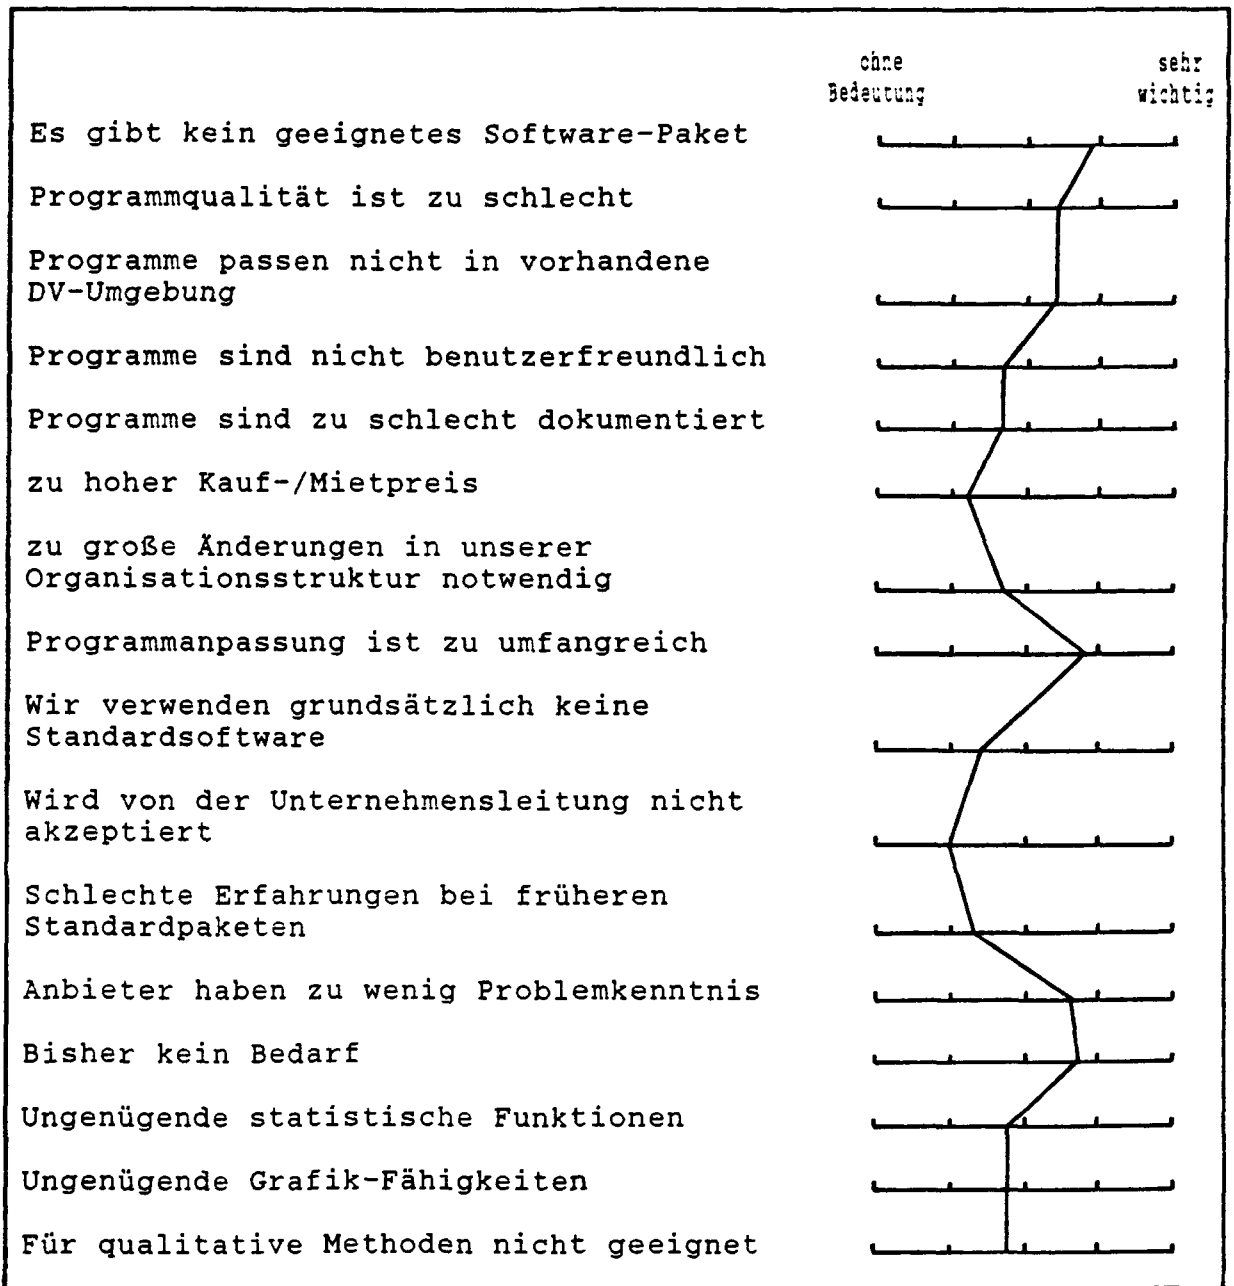 ohne sehr
Bedeutung wichtig
Es gibt kein geeignetes Software-Paket
Programmqualität ist zu schlecht
Programme passen nicht in vorhandene
DV-Umgebung
Programme sind nicht benutzerfreundlich
Programme sind zu schlecht dokumentiert
zu hoher Kauf-/Mietpreis
zu große Änderungen in unserer
Organisationsstruktur notwendig
Programmanpassung ist zu umfangreich
Wir verwenden grundsätzlich keine
Standardsoftware
Wird von der Unternehmensleitung nicht
akzeptiert
Schlechte Erfahrungen bei früheren
Standardpaketen
Anbieter haben zu wenig Problemkenntnis
Bisher kein Bedarf
Ungenügende statistische Funktionen
Ungenügende Grafik-Fähigkeiten
Für qualitative Methoden nicht geeignet